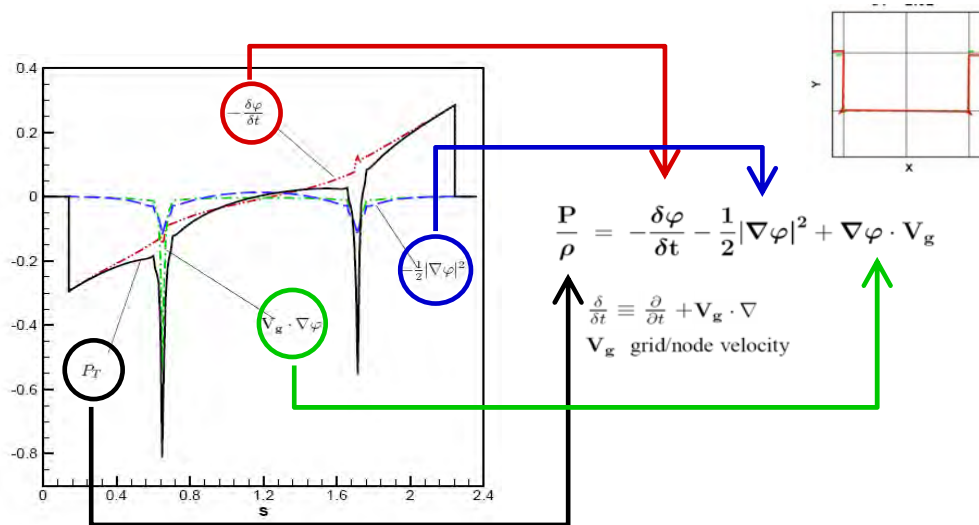 0.4
0.2
0
-0.2
-0.4
-0.6
-0.8
0
0.4
0.8
1.2
1.6
2
2.4
s
-δφ/δt
-½|∇φ|²
V_g · ∇φ
P_T
Y
X
P/ρ = -δφ/δt - ½|∇φ|² + ∇φ · V_g
δ/δt ≡ ∂/∂t + V_g · ∇
V_g grid/node velocity